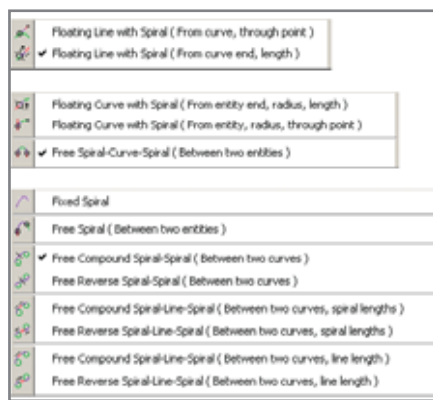 Floating Line with Spiral ( From curve, through point )
Floating Line with Spiral ( From curve end, length )
Floating Curve with Spiral ( From entity end, radius, length )
Floating Curve with Spiral ( From entity, radius, through point )
Free Spiral-Curve-Spiral ( Between two entities )
Fixed Spiral
Free Spiral ( Between two entities )
Free Compound Spiral-Spiral ( Between two curves )
Free Reverse Spiral-Spiral ( Between two curves )
Free Compound Spiral-Line-Spiral ( Between two curves, spiral lengths )
Free Reverse Spiral-Line-Spiral ( Between two curves, spiral lengths )
Free Compound Spiral-Line-Spiral ( Between two curves, line length )
Free Reverse Spiral-Line-Spiral ( Between two curves, line length )